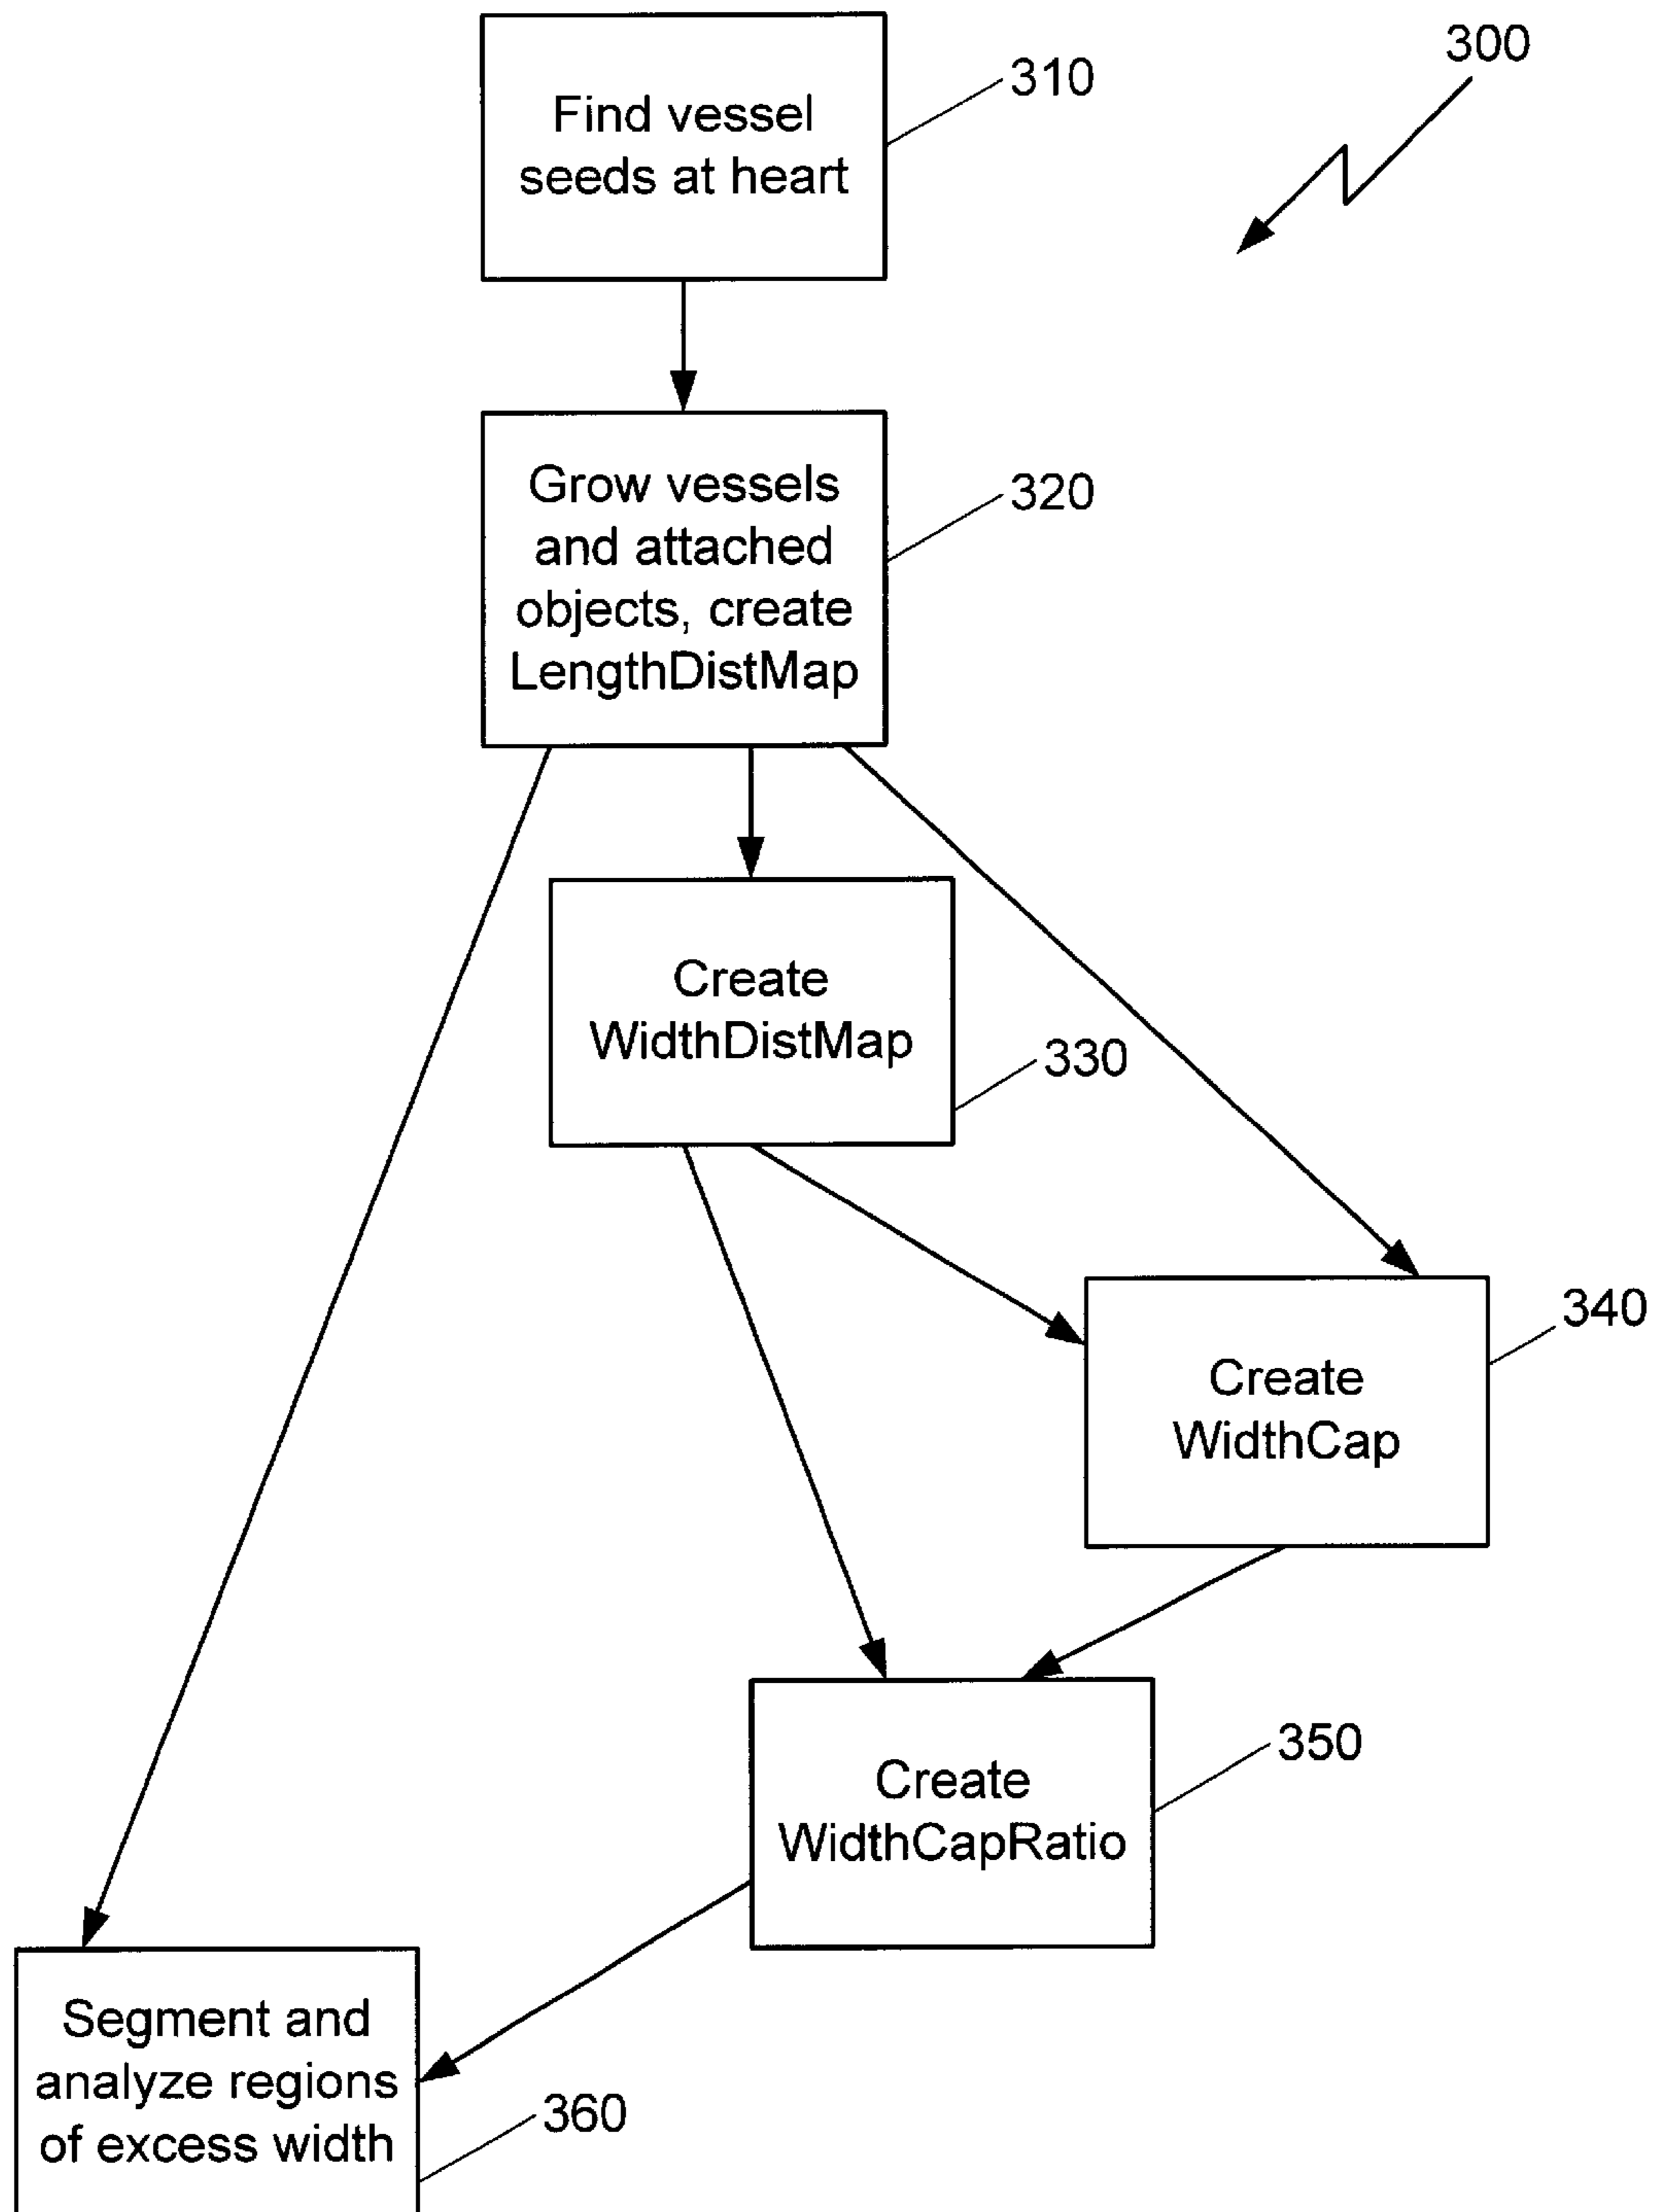 300
310
Find vessel
seeds at heart
320
Grow vessels
and attached
objects, create
LengthDistMap
Create
WidthDistMap
330
340
Create
WidthCap
350
Create
WidthCapRatio
Segment and
analyze regions
of excess width
360